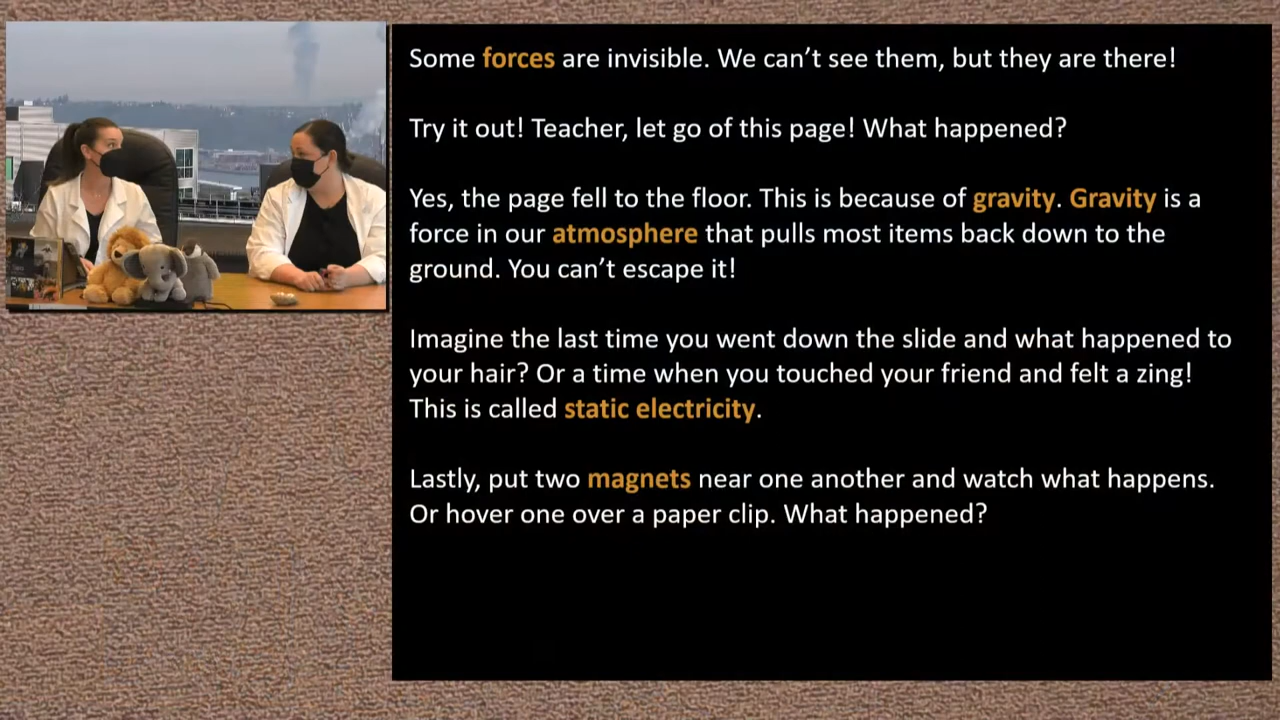 Some forces are invisible. We can’t see them, but they are there!
Try it out! Teacher, let go of this page! What happened?
Yes, the page fell to the floor. This is because of gravity. Gravity is a
force in our atmosphere that pulls most items back down to the
ground. You can’t escape it!
Imagine the last time you went down the slide and what happened to
your hair? Or a time when you touched your friend and felt a zing!
This is called static electricity.
Lastly, put two magnets near one another and watch what happens.
Or hover one over a paper clip. What happened?